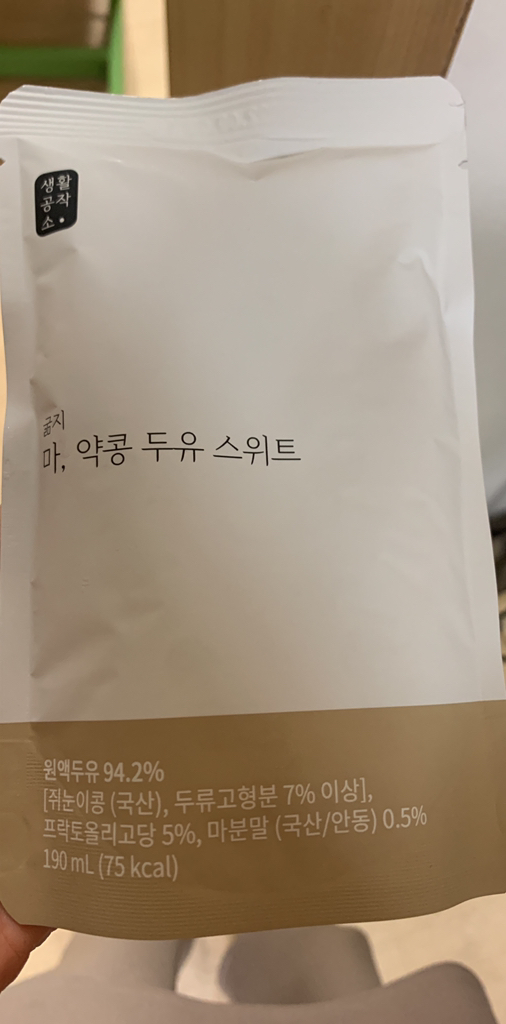 생활
공작
소
굶지
마, 약콩 두유 스위트
원액두유 94.2%
[쥐눈이콩 (국산), 두류고형분 7% 이상],
프락토올리고당 5%, 마분말 (국산/안동) 0.5%
190 mL (75 kcal)